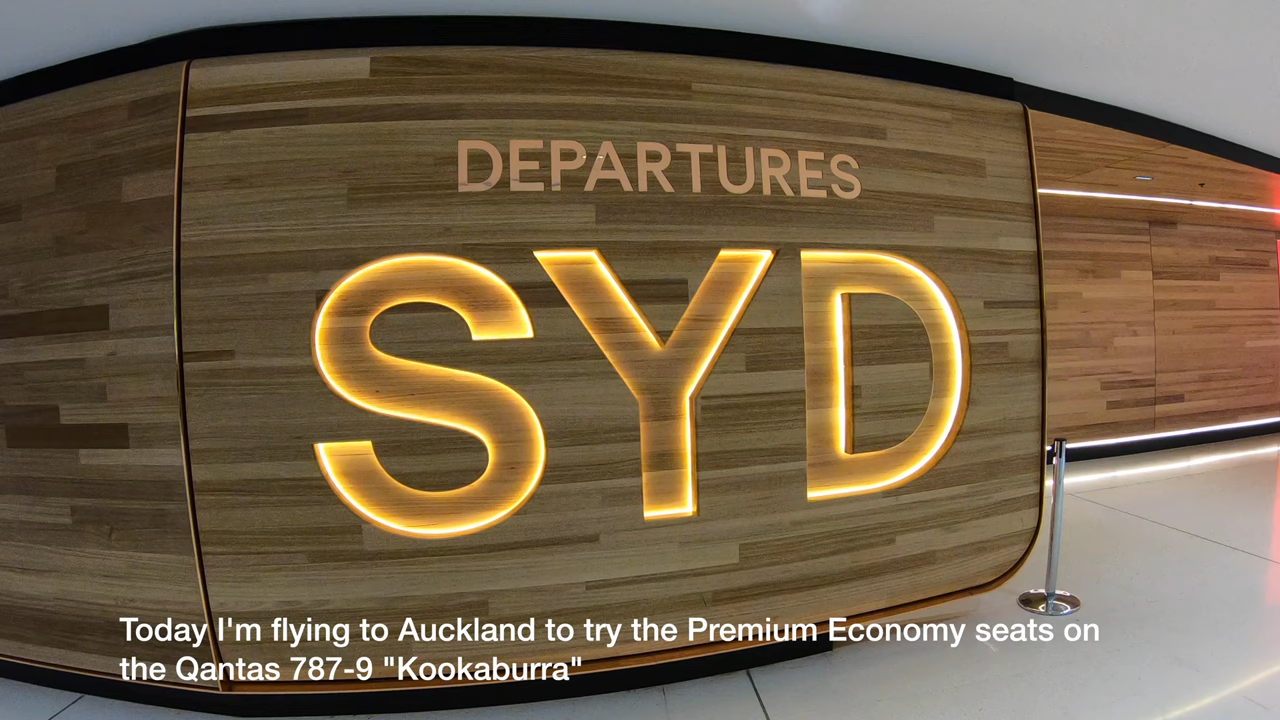 DEPARTURES
SYD
Today I'm flying to Auckland to try the Premium Economy seats on
the Qantas 787-9 "Kookaburra"